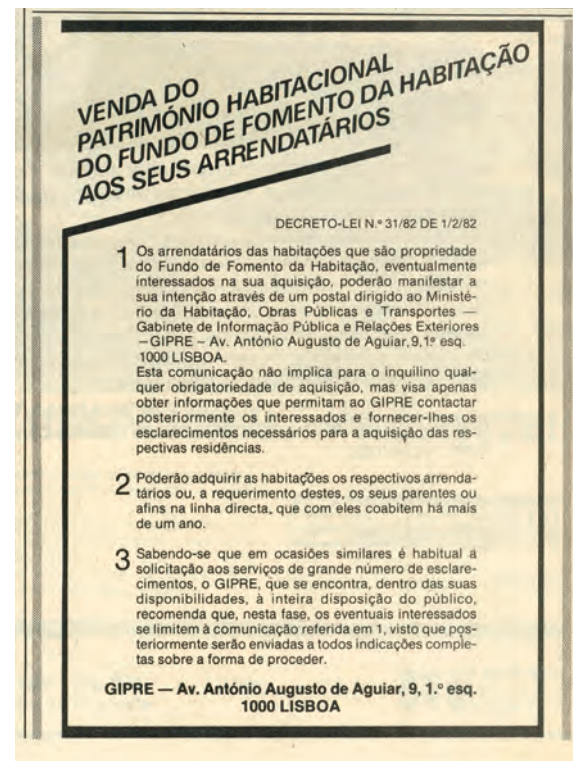 VENDA DO
PATRIMÓNIO HABITACIONAL
DO FUNDO DE FOMENTO DA HABITAÇÃO
AOS SEUS ARRENDATÁRIOS
DECRETO-LEI N.º 31/82 DE 1/2/82
1 Os arrendatários das habitações que são propriedade
do Fundo de Fomento da Habitação, eventualmente
interessados na sua aquisição, poderão manifestar a
sua intenção através de um postal dirigido ao Ministé-
rio da Habitação, Obras Públicas e Transportes —
Gabinete de Informação Pública e Relações Exteriores
—GIPRE – Av. António Augusto de Aguiar, 9, 1º esq.
1000 LISBOA.
Esta comunicação não implica para o inquilino qual-
quer obrigatoriedade de aquisição, mas visa apenas
obter informações que permitam ao GIPRE contactar
posteriormente os interessados e fornecer-lhes os
esclarecimentos necessários para a aquisição das res-
pectivas residências.
2 Poderão adquirir as habitações os respectivos arrenda-
tários ou, a requerimento destes, os seus parentes ou
afins na linha directa, que com eles coabitem há mais
de um ano.
3 Sabendo-se que em ocasiões similares é habitual a
solicitação aos serviços de grande número de esclare-
cimentos, o GIPRE, que se encontra, dentro das suas
disponibilidades, à inteira disposição do público,
recomenda que, nesta fase, os eventuais interessados
se limitem à comunicação referida em 1, visto que pos-
teriormente serão enviadas a todos indicações comple-
tas sobre a forma de proceder.
GIPRE — Av. António Augusto de Aguiar, 9, 1.º esq.
1000 LISBOA